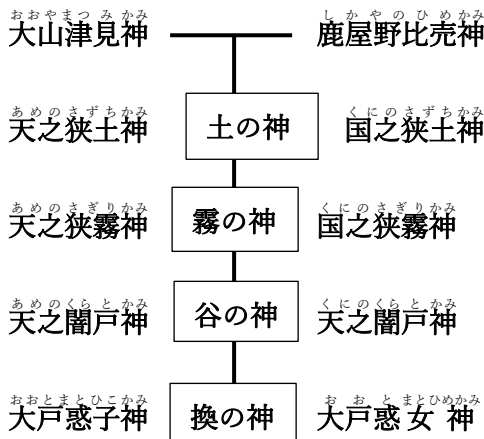 おおやまつみかみ しかやのひめかみ
大山津見神 鹿屋野比売神
あめのさずちかみ くにのさずちかみ
天之狭土神 土の神 国之狭土神
あめのさぎりかみ くにのさぎりかみ
天之狭霧神 霧の神 国之狭霧神
あめのくらとかみ くにのくらとかみ
天之闇戸神 谷の神 天之闇戸神
おおとまとひこかみ おおとまとひめかみ
大戸惑子神 換の神 大戸惑女神